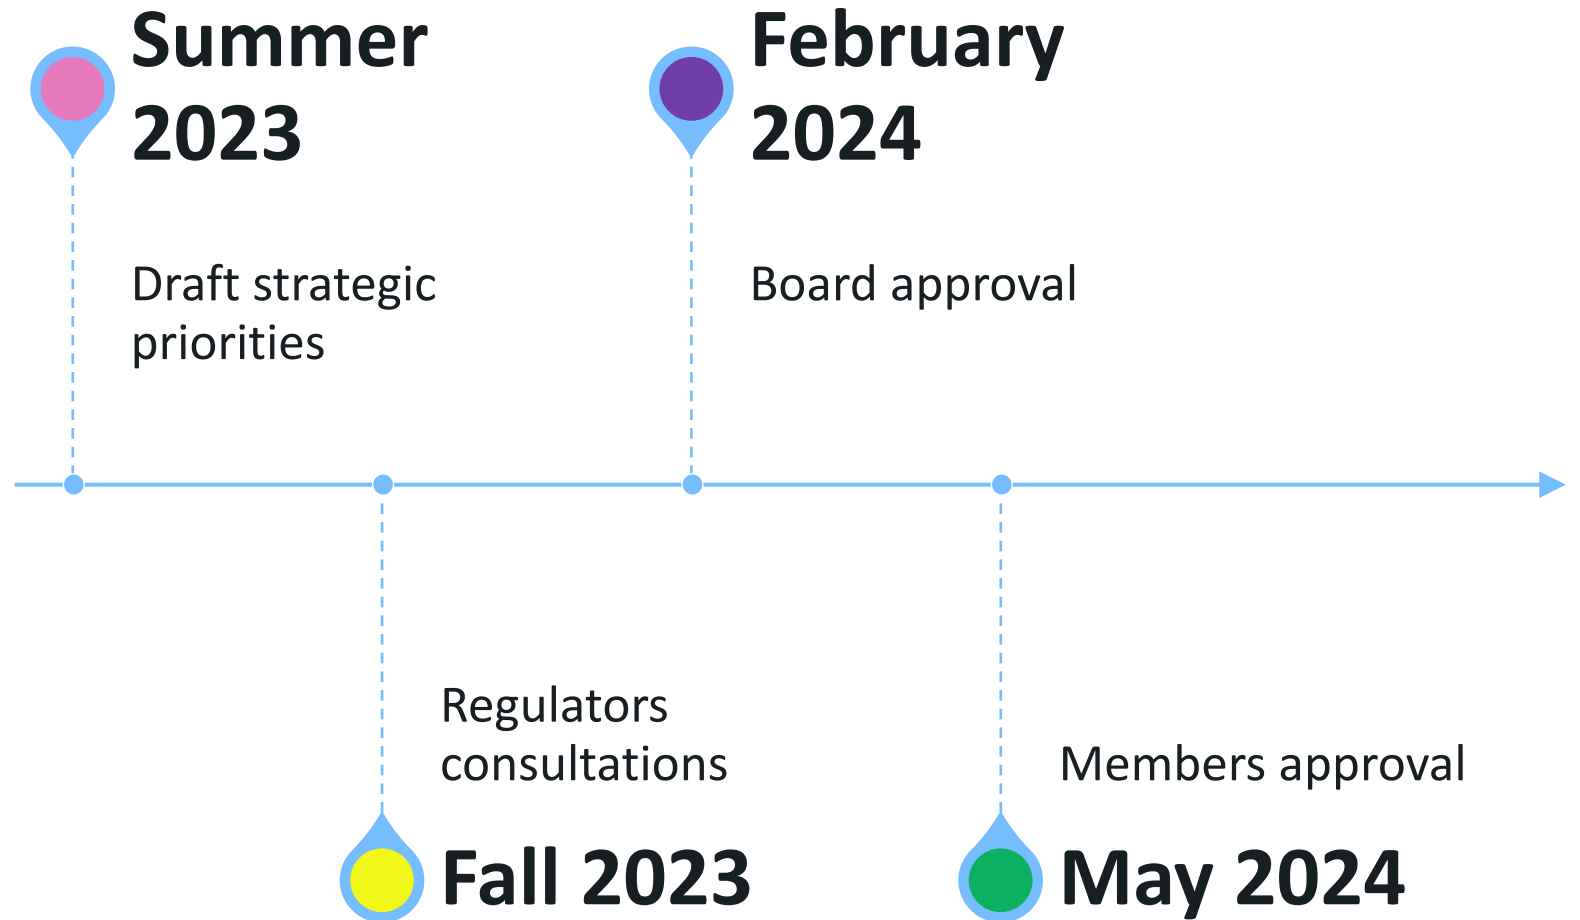 Summer
2023
Draft strategic
priorities
Regulators
consultations
Fall 2023
February
2024
Board approval
Members approval
May 2024